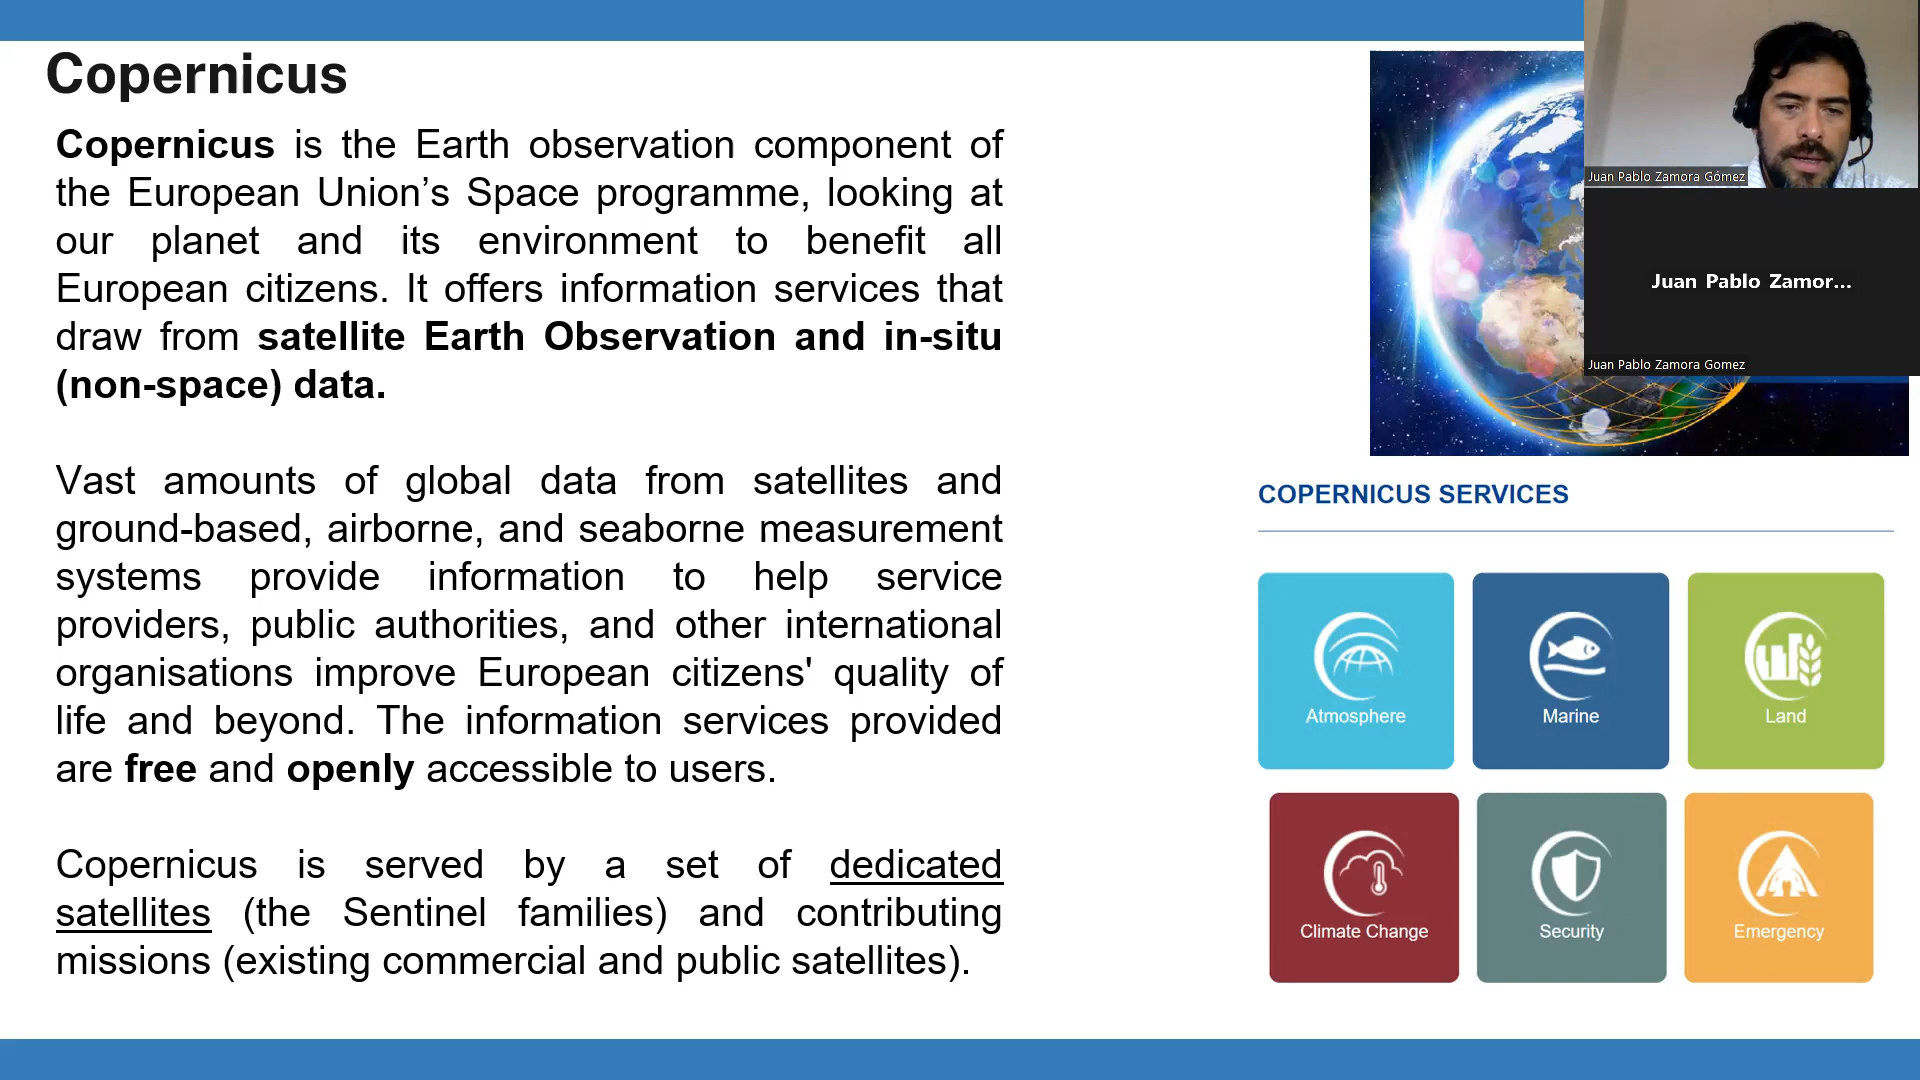 Copernicus
Copernicus is the Earth observation component of
the European Union’s Space programme, looking at
our planet and its environment to benefit all
European citizens. It offers information services that
draw from satellite Earth Observation and in-situ
(non-space) data.
Vast amounts of global data from satellites and
ground-based, airborne, and seaborne measurement
systems provide information to help service
providers, public authorities, and other international
organisations improve European citizens' quality of
life and beyond. The information services provided
are free and openly accessible to users.
Copernicus is served by a set of dedicated
satellites (the Sentinel families) and contributing
missions (existing commercial and public satellites).
Juan Pablo Zamora Gómez
Juan Pablo Zamor...
Juan Pablo Zamora Gomez
COPERNICUS SERVICES
Atmosphere
Marine
Land
Climate Change
Security
Emergency